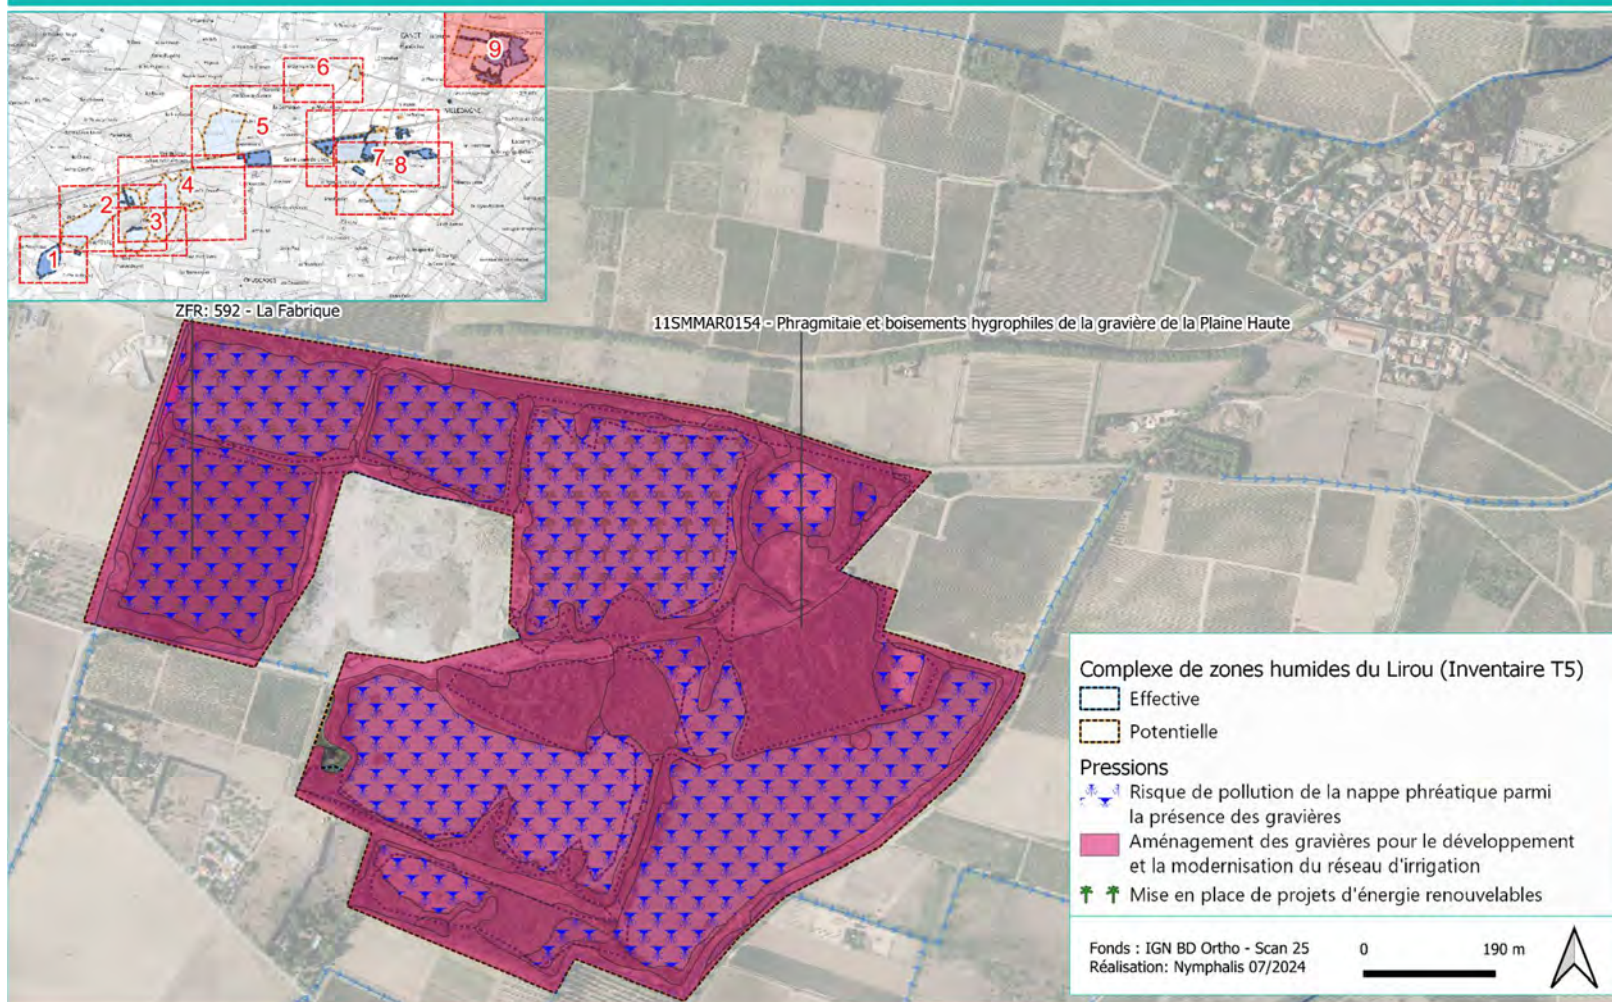 CANET
VILLEDAIGNE
6
9
5
7
8
4
2
3
1
ZFR: 592 - La Fabrique
11SMMAR0154 - Phragmitaie et boisements hygrophiles de la gravière de la Plaine Haute
Complexe de zones humides du Lirou (Inventaire T5)
Effective
Potentielle
Pressions
Risque de pollution de la nappe phréatique parmi
la présence des gravières
Aménagement des gravières pour le développement
et la modernisation du réseau d'irrigation
Mise en place de projets d'énergie renouvelables
Fonds : IGN BD Ortho - Scan 25
Réalisation: Nymphalis 07/2024
0 190 m